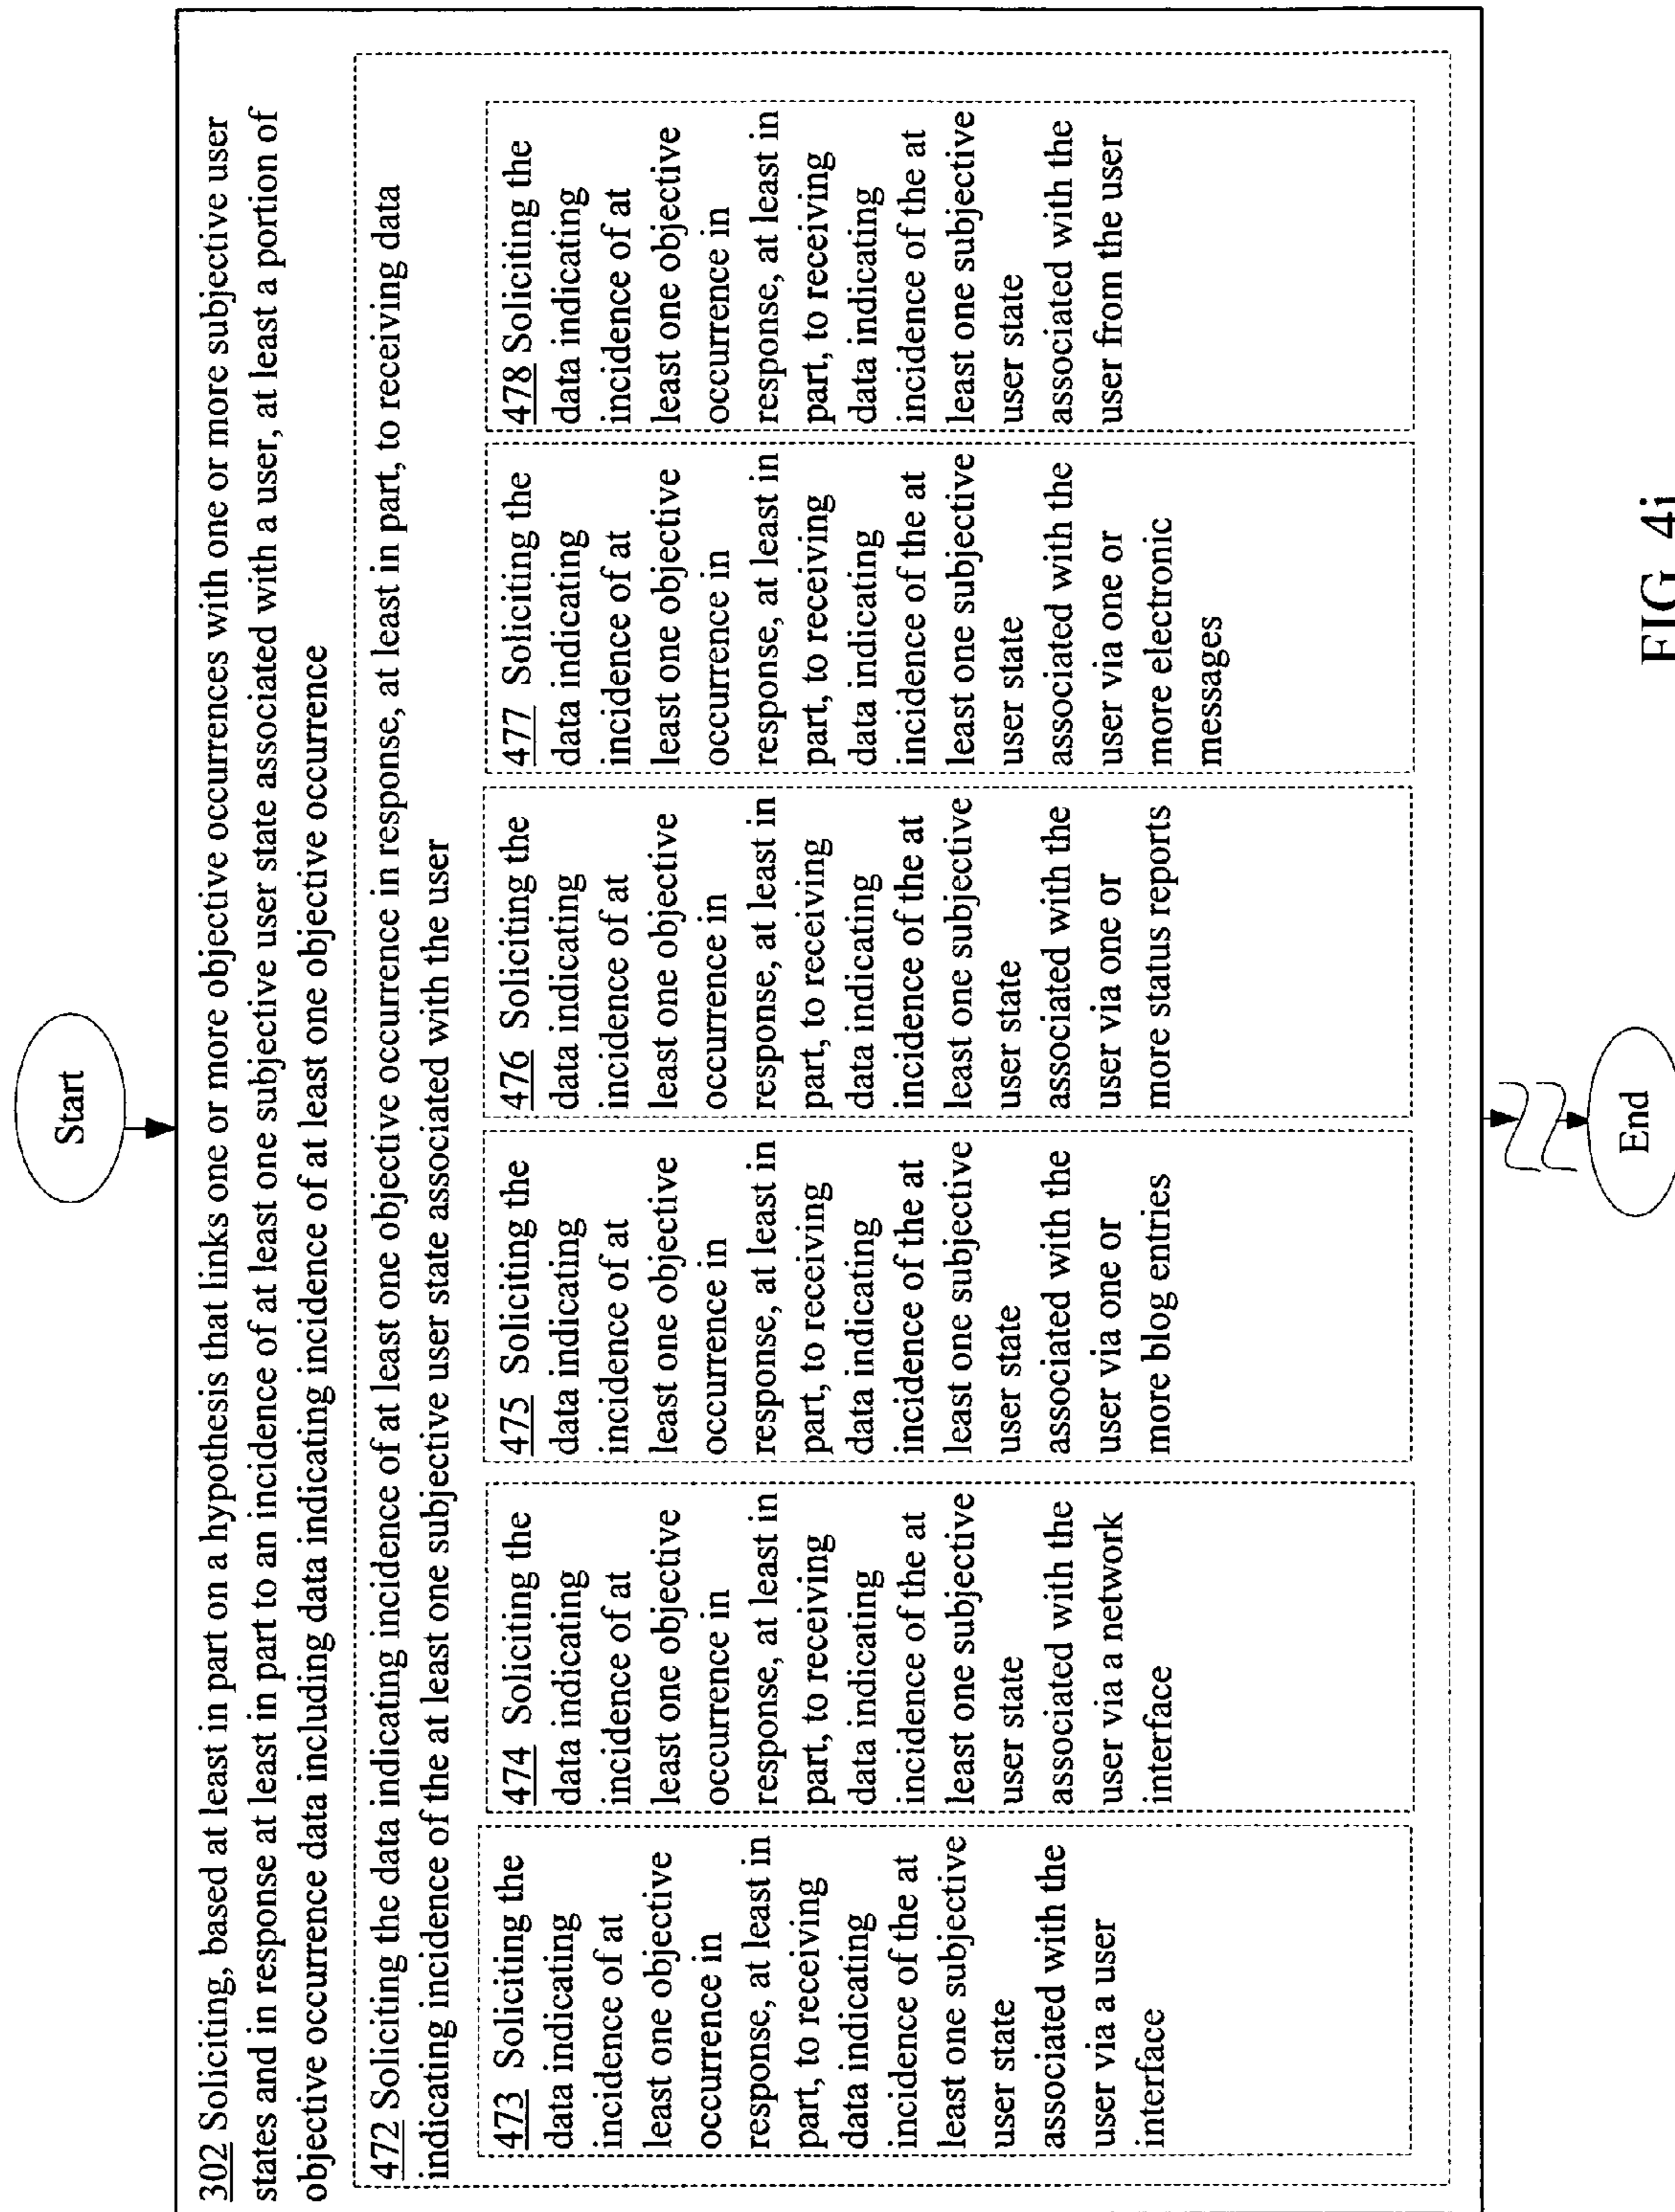 Start
302 Soliciting, based at least in part on a hypothesis that links one or more objective occurrences with one or more subjective user
states and in response at least in part to an incidence of at least one subjective user state associated with a user, at least a portion of
objective occurrence data including data indicating incidence of at least one objective occurrence
472 Soliciting the data indicating incidence of at least one objective occurrence in response, at least in part, to receiving data
indicating incidence of the at least one subjective user state associated with the user
473 Soliciting the
data indicating
incidence of at
least one objective
occurrence in
response, at least in
part, to receiving
data indicating
incidence of the at
least one subjective
user state
associated with the
user via a user
interface
474 Soliciting the
data indicating
incidence of at
least one objective
occurrence in
response, at least in
part, to receiving
data indicating
incidence of the at
least one subjective
user state
associated with the
user via a network
interface
475 Soliciting the
data indicating
incidence of at
least one objective
occurrence in
response, at least in
part, to receiving
data indicating
incidence of the at
least one subjective
user state
associated with the
user via one or
more blog entries
476 Soliciting the
data indicating
incidence of at
least one objective
occurrence in
response, at least in
part, to receiving
data indicating
incidence of the at
least one subjective
user state
associated with the
user via one or
more status reports
477 Soliciting the
data indicating
incidence of at
least one objective
occurrence in
response, at least in
part, to receiving
data indicating
incidence of the at
least one subjective
user state
associated with the
user via one or
more electronic
messages
478 Soliciting the
data indicating
incidence of at
least one objective
occurrence in
response, at least in
part, to receiving
data indicating
incidence of the at
least one subjective
user state
associated with the
user from the user
End